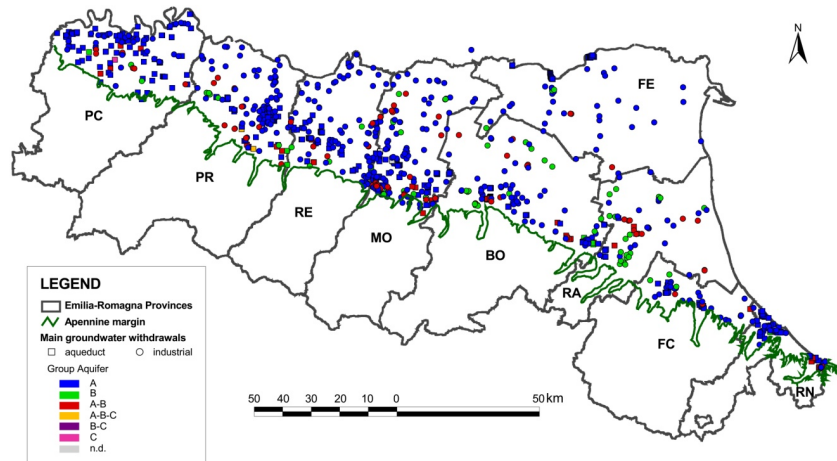 N
FE
PC
PR
RE
MO
BO
RA
FC
RN
LEGEND
Emilia-Romagna Provinces
Apennine margin
Main groundwater withdrawals
aqueduct industrial
Group Aquifer
A
B
A-B
A-B-C
B-C
C
n.d.
50 40 30 20 10 0 50 km